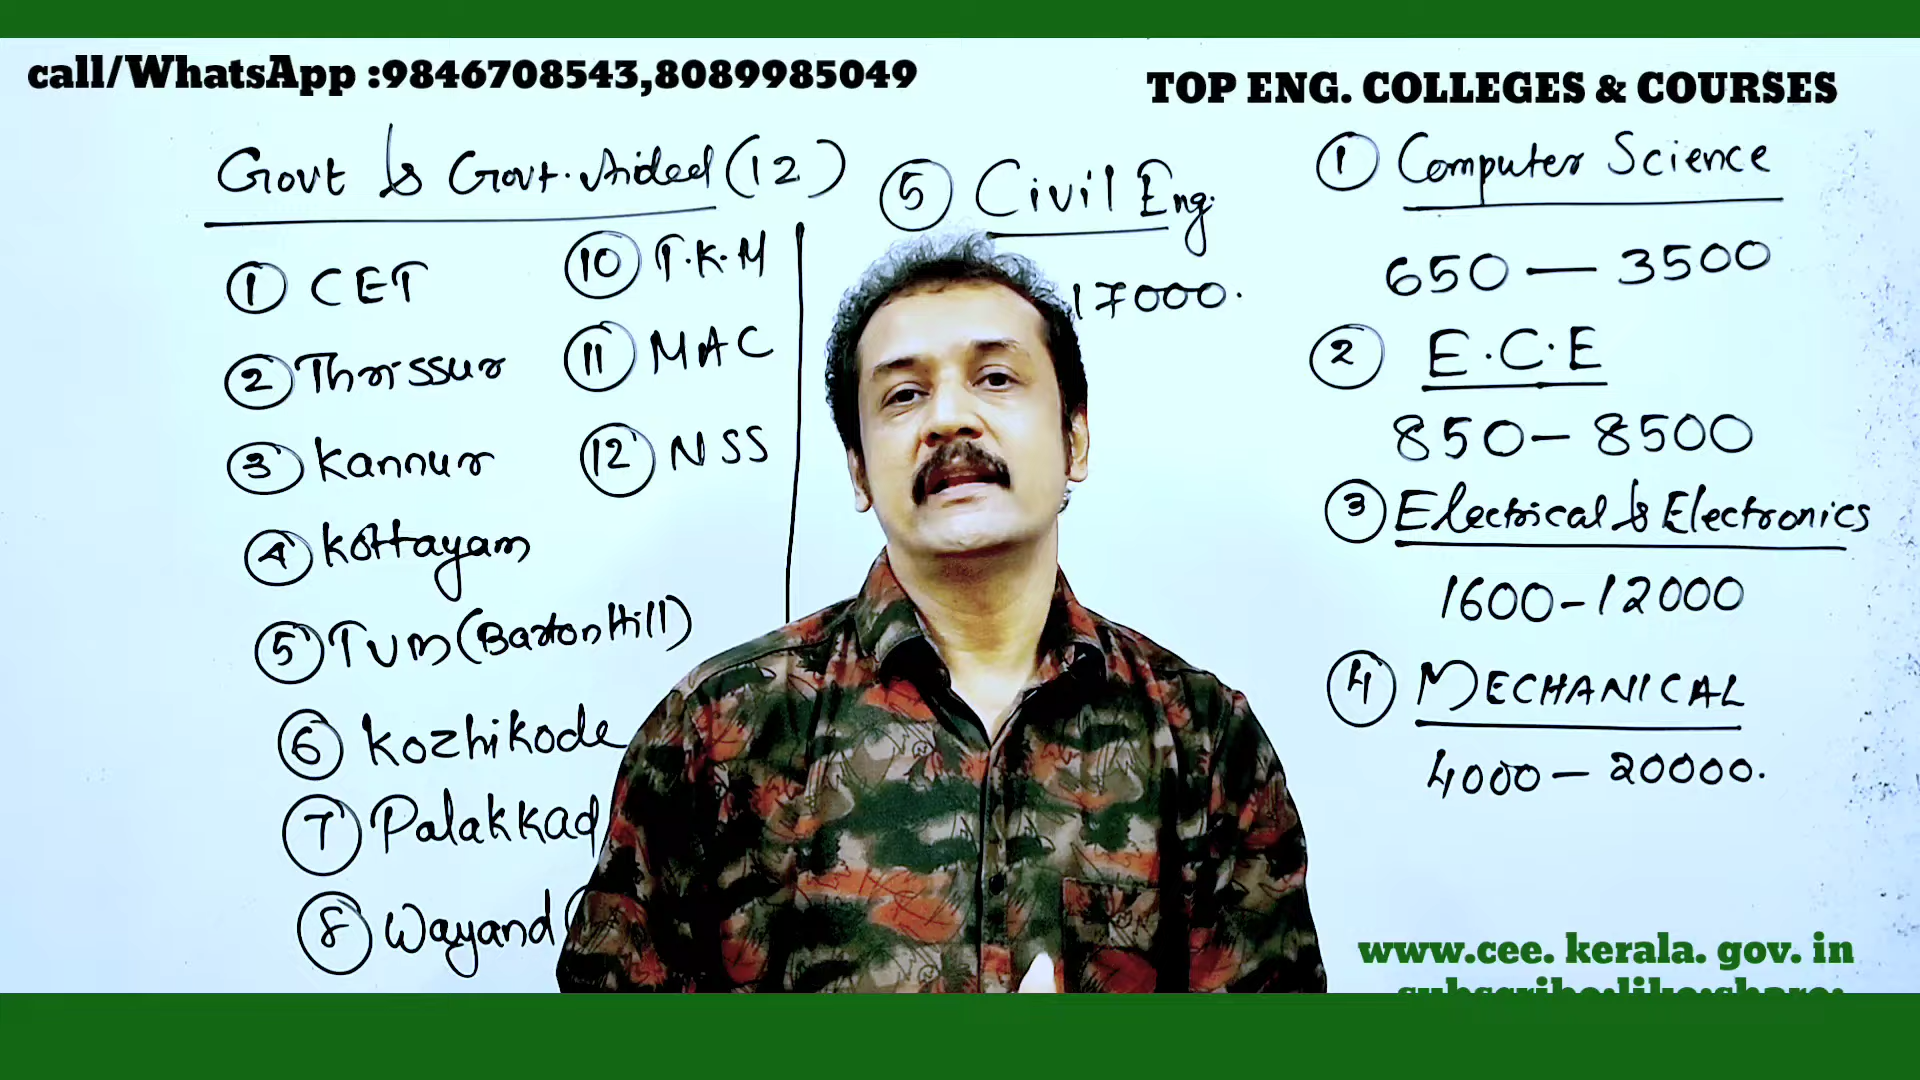 call/WhatsApp :9846708543,8089985049
TOP ENG. COLLEGES & COURSES
Govt & Govt. Aided (12)
① CET
② Thrissur
③ Kannur
④ Kottayam
⑤ TVM (Barton Hill)
⑥ Kozhikode
⑦ Palakkad
⑧ Wayand
⑩ T.K.M
⑪ MAC
⑫ NSS
⑤ Civil Eng.
17000.
① Computer Science
650 — 3500
② E.C.E
850 — 8500
③ Electrical & Electronics
1600 - 12000
④ MECHANICAL
4000 — 20000.
www.cee. kerala. gov. in
subscribe:like:share: